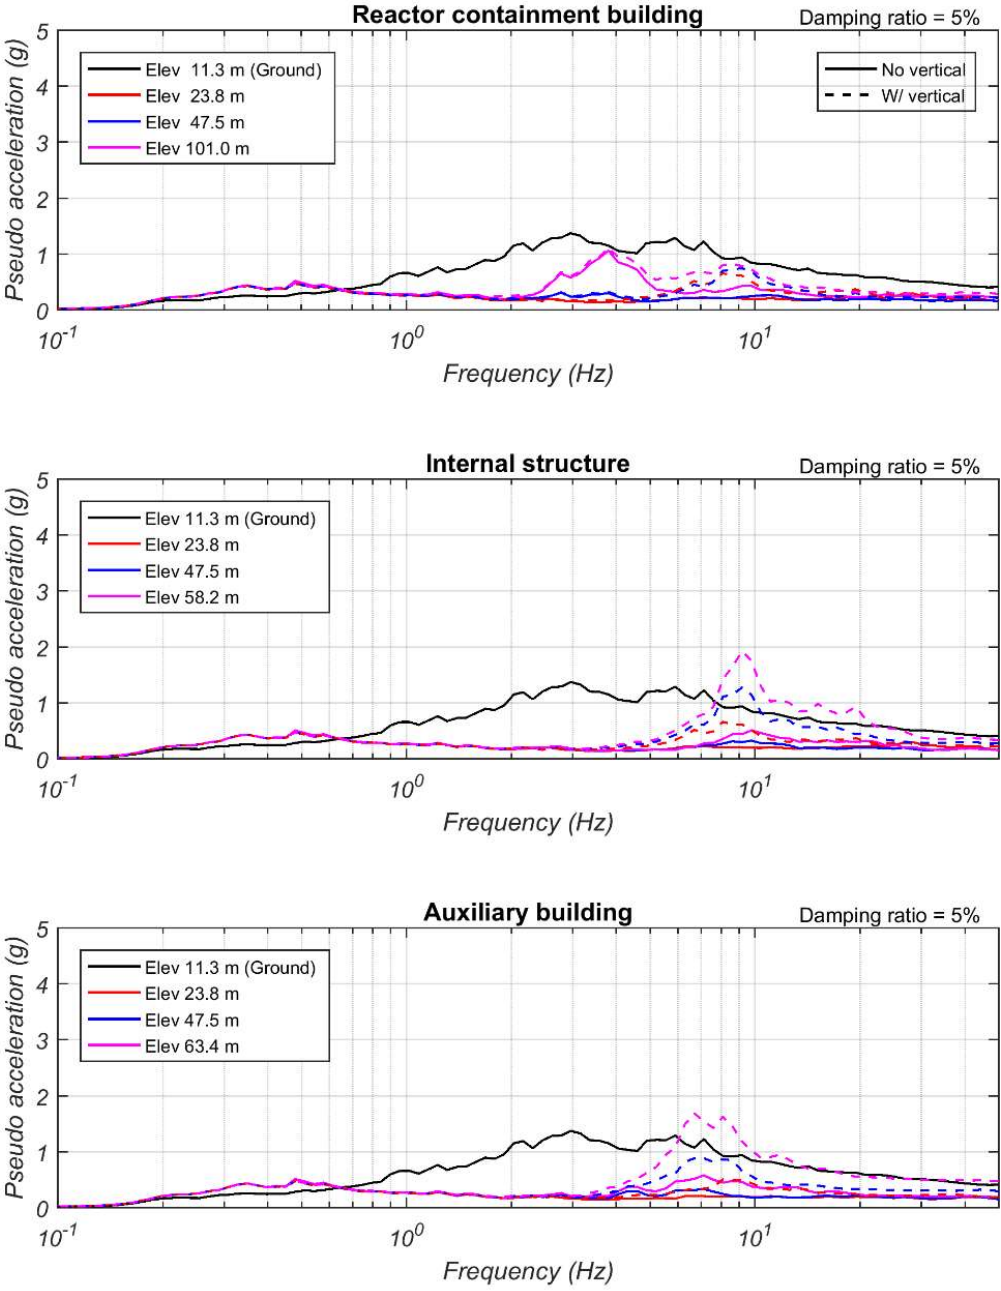 Reactor containment building
Damping ratio = 5%
Pseudo acceleration (g)
5
4
3
2
1
0
Elev 11.3 m (Ground)
Elev 23.8 m
Elev 47.5 m
Elev 101.0 m
No vertical
W/ vertical
10-1
100
101
Frequency (Hz)
Internal structure
Damping ratio = 5%
Pseudo acceleration (g)
5
4
3
2
1
0
Elev 11.3 m (Ground)
Elev 23.8 m
Elev 47.5 m
Elev 58.2 m
10-1
100
101
Frequency (Hz)
Auxiliary building
Damping ratio = 5%
Pseudo acceleration (g)
5
4
3
2
1
0
Elev 11.3 m (Ground)
Elev 23.8 m
Elev 47.5 m
Elev 63.4 m
10-1
100
101
Frequency (Hz)